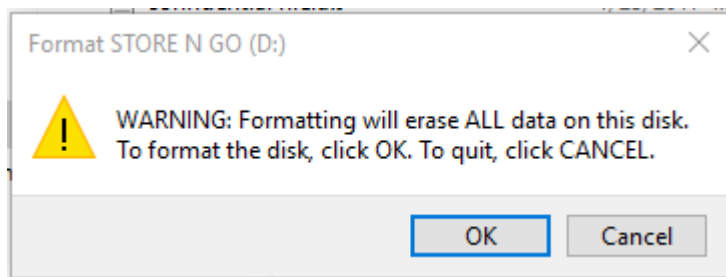 Format STORE N GO (D:)
WARNING: Formatting will erase ALL data on this disk.
To format the disk, click OK. To quit, click CANCEL.
OK
Cancel